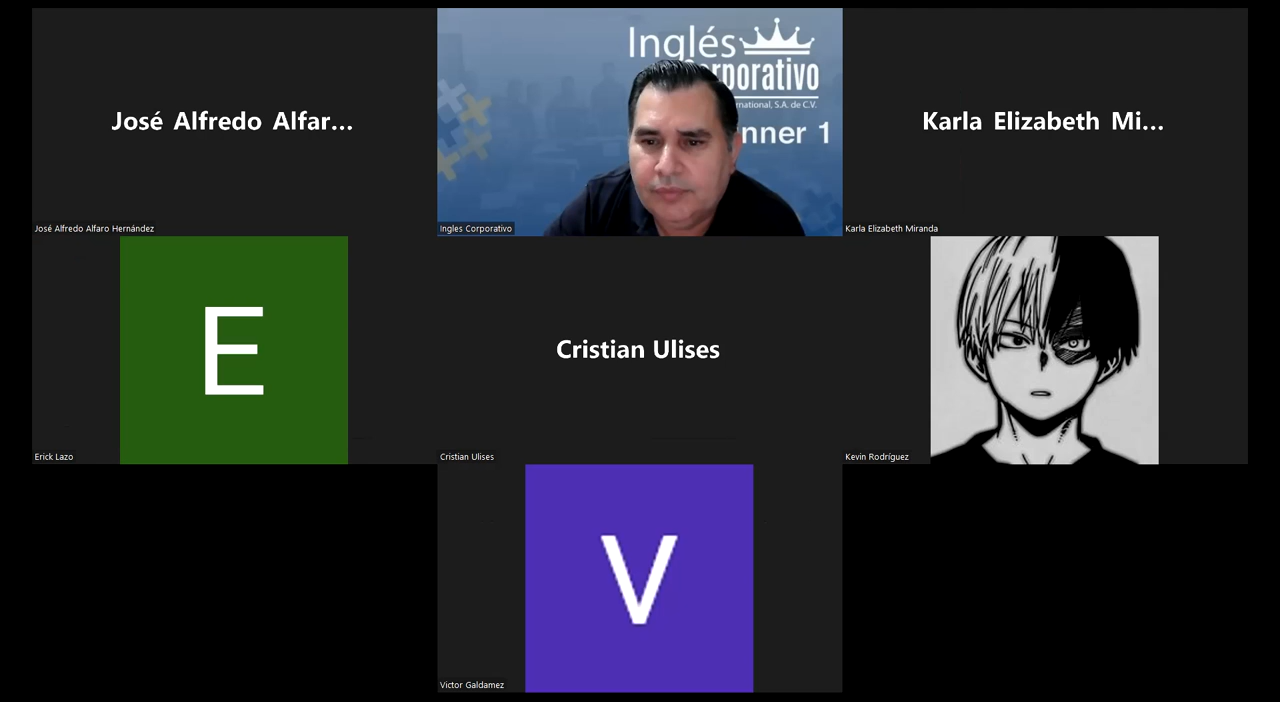 José Alfredo Alfar...
José Alfredo Alfaro Hernández
Inglés
orporativo
national, S.A. de C.V.
nner 1
Ingles Corporativo
Karla Elizabeth Mi...
Karla Elizabeth Miranda
E
Erick Lazo
Cristian Ulises
Cristian Ulises
Kevin Rodríguez
V
Victor Galdamez